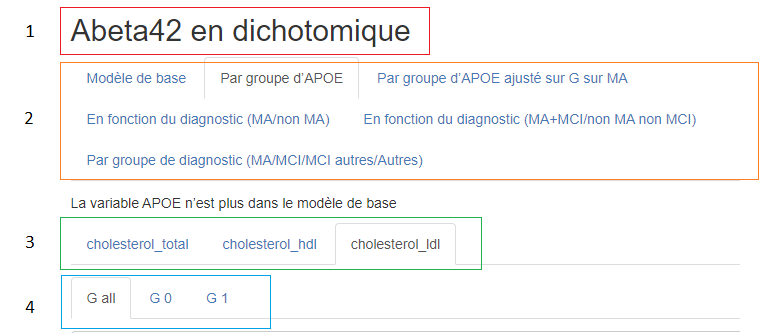 1 Abeta42 en dichotomique
Modèle de base Par groupe d'APOE Par groupe d'APOE ajusté sur G sur MA
2 En fonction du diagnostic (MA/non MA) En fonction du diagnostic (MA+MCI/non MA non MCI)
Par groupe de diagnostic (MA/MCI/MCI autres/Autres)
La variable APOE n'est plus dans le modèle de base
3 cholesterol_total cholesterol_hdl cholesterol_ldl
4 G all G 0 G 1